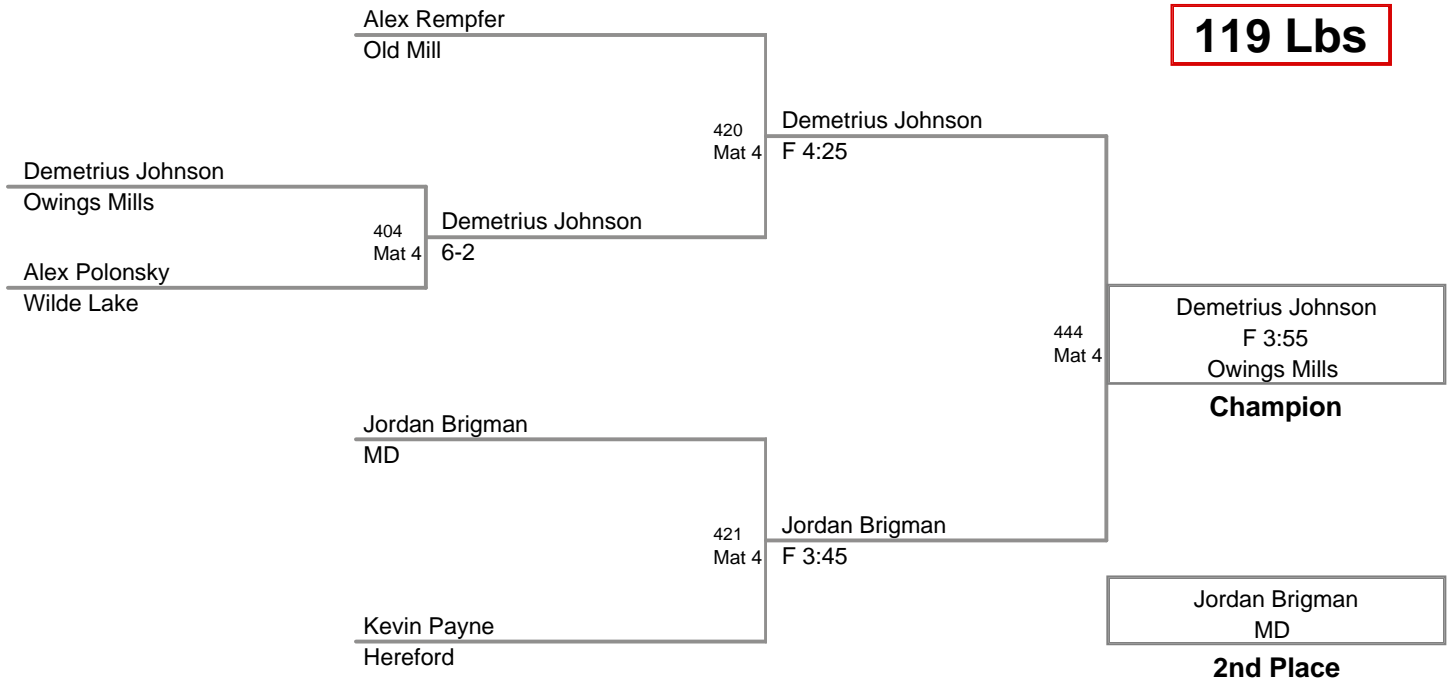 Alex Rempfer
Old Mill
119 Lbs
420
Mat 4
Demetrius Johnson
F 4:25
Demetrius Johnson
Owings Mills
404
Mat 4
Demetrius Johnson
6-2
Alex Polonsky
Wilde Lake
444
Mat 4
Demetrius Johnson
F 3:55
Owings Mills
Champion
Jordan Brigman
MD
421
Mat 4
Jordan Brigman
F 3:45
Kevin Payne
Hereford
Jordan Brigman
MD
2nd Place